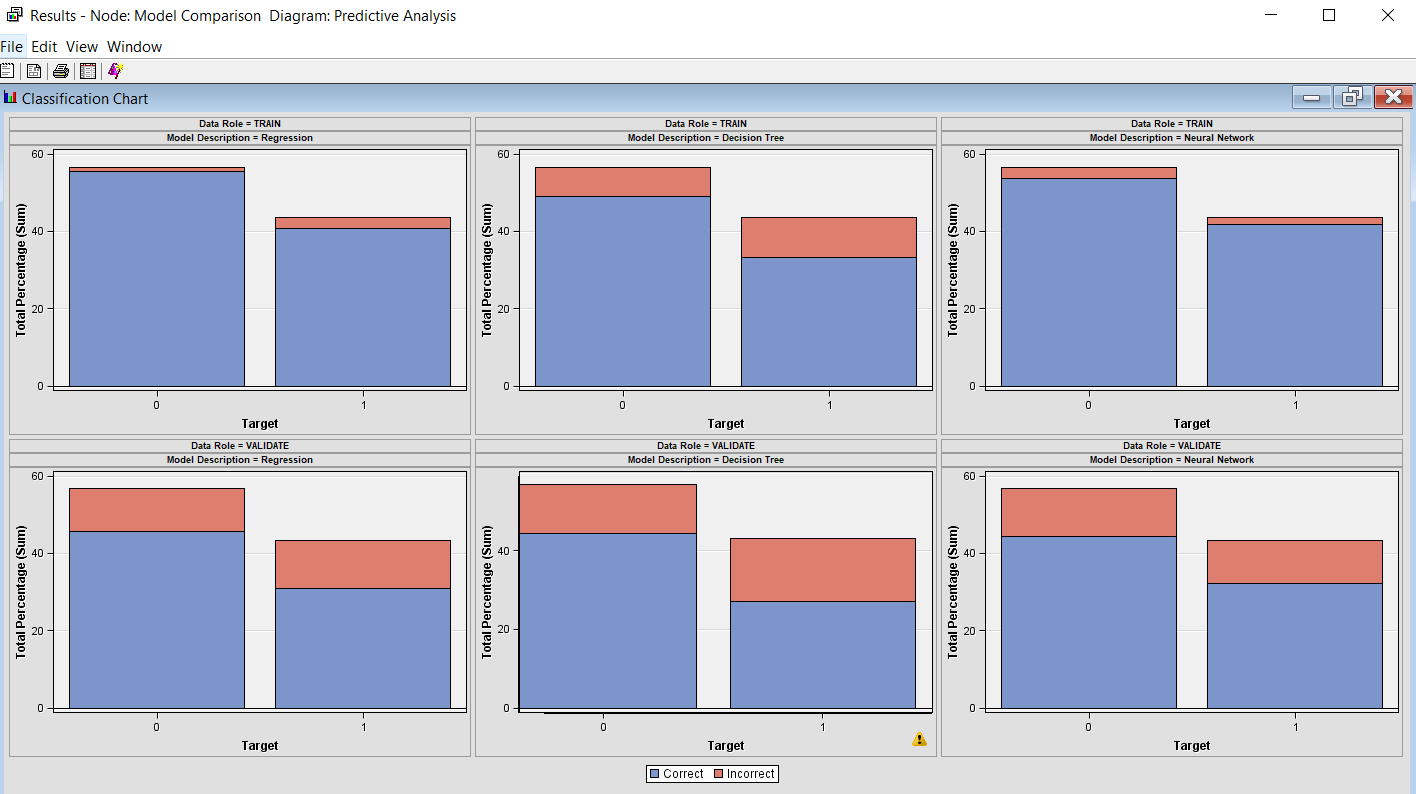 Results - Node: Model Comparison  Diagram: Predictive Analysis
File Edit View Window
Classification Chart
Data Role = TRAIN
Model Description = Regression
60
40
20
0
Total Percentage (Sum)
0 1
Target
Data Role = TRAIN
Model Description = Decision Tree
60
40
20
0
Total Percentage (Sum)
0 1
Target
Data Role = TRAIN
Model Description = Neural Network
60
40
20
0
Total Percentage (Sum)
0 1
Target
Data Role = VALIDATE
Model Description = Regression
60
40
20
0
Total Percentage (Sum)
0 1
Target
Data Role = VALIDATE
Model Description = Decision Tree
40
20
0
Total Percentage (Sum)
0 1
Target
Data Role = VALIDATE
Model Description = Neural Network
60
40
20
0
Total Percentage (Sum)
0 1
Target
Correct Incorrect